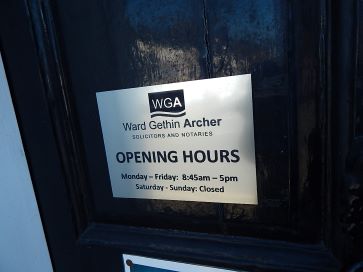 WGA
Ward Gethin Archer
SOLICITORS AND NOTARIES
OPENING HOURS
Monday – Friday: 8:45am – 5pm
Saturday - Sunday: Closed